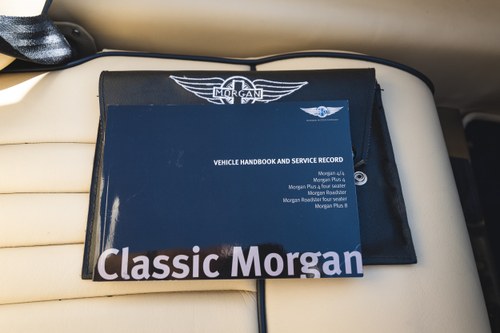 MORGAN
VEHICLE HANDBOOK AND SERVICE RECORD
Morgan 4/4
Morgan Plus 4
Morgan Plus 4 four seater
Morgan Roadster
Morgan Roadster four seater
Morgan Plus 8
Classic Morgan